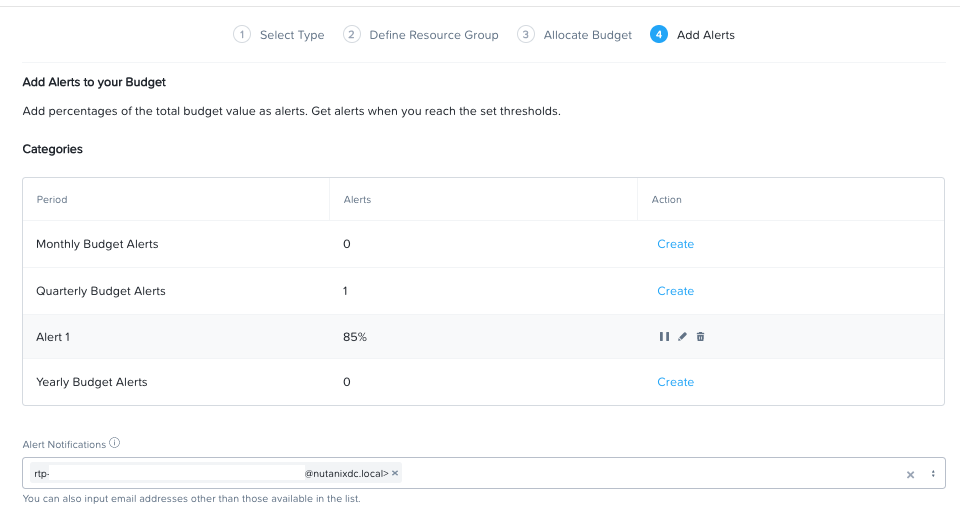 1 Select Type 2 Define Resource Group 3 Allocate Budget 4 Add Alerts
Add Alerts to your Budget
Add percentages of the total budget value as alerts. Get alerts when you reach the set thresholds.
Categories
Period Alerts Action
Monthly Budget Alerts 0 Create
Quarterly Budget Alerts 1 Create
Alert 1 85%
Yearly Budget Alerts 0 Create
Alert Notifications
rtp- @nutanixdc.local>
You can also input email addresses other than those available in the list.